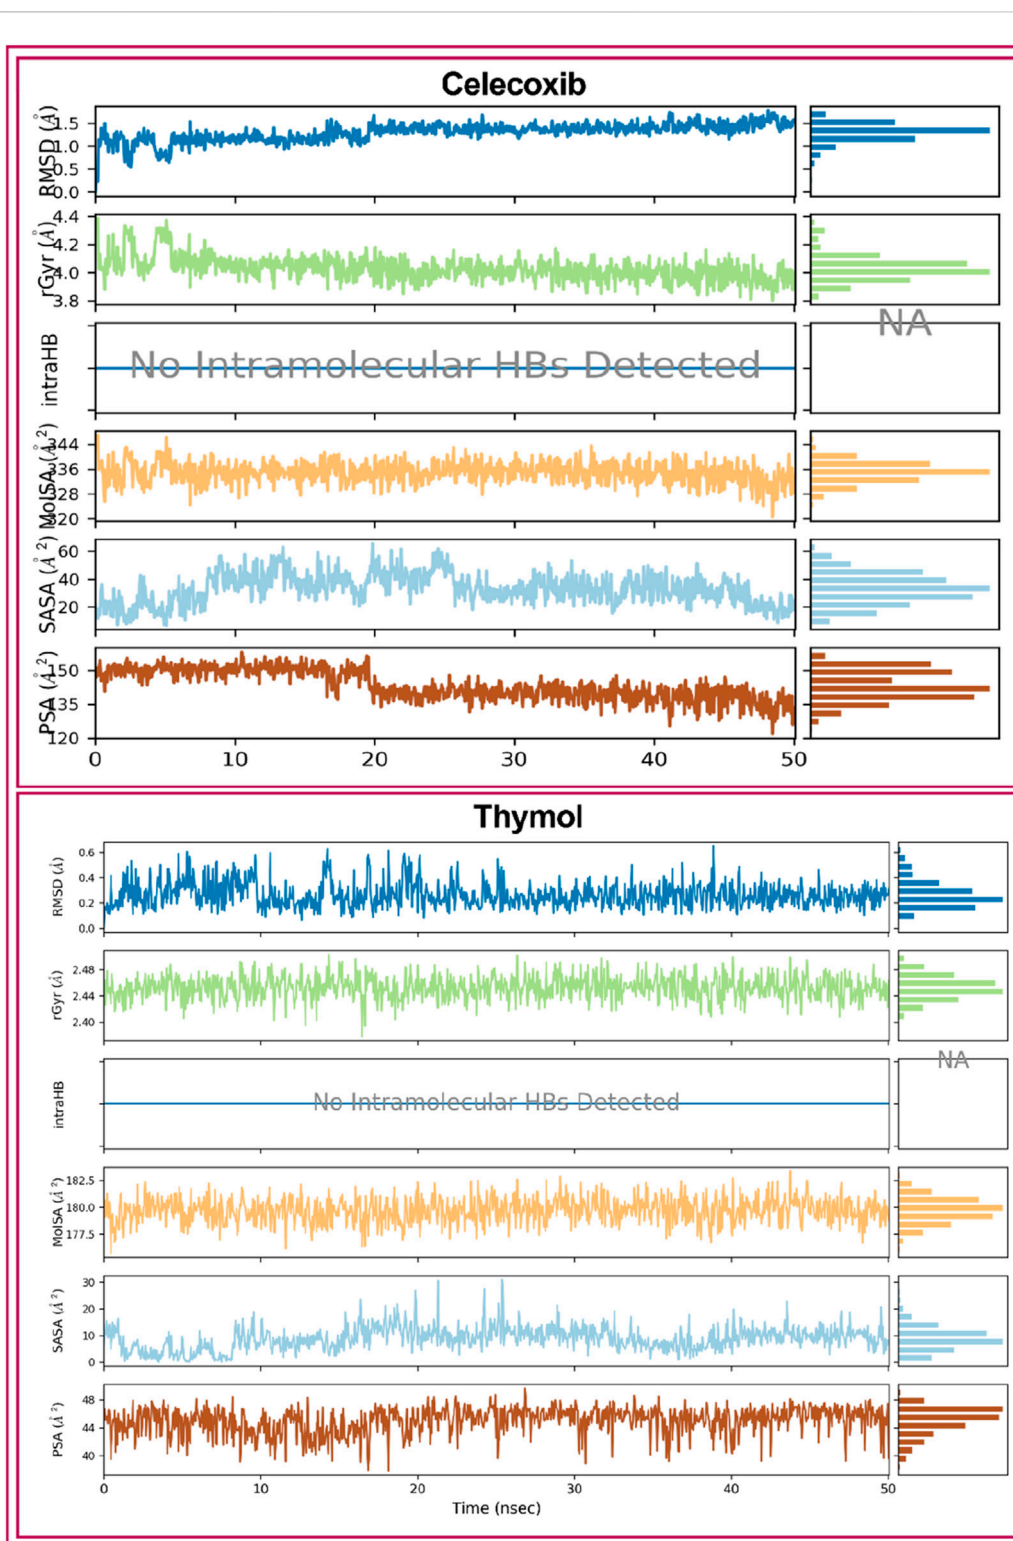 Celecoxib
RMSD (Å)
1.5
1.0
0.5
0.0
rGyr (Å)
4.4
4.2
4.0
3.8
intraHB
No Intramolecular HBs Detected
NA
MolSA (Å²)
344
336
328
320
SASA (Å²)
60
40
20
PSA (Å²)
150
135
120
0 10 20 30 40 50
Thymol
RMSD (Å)
0.6
0.4
0.2
0.0
rGyr (Å)
2.48
2.44
2.40
intraHB
No Intramolecular HBs Detected
NA
MolSA (Å²)
182.5
180.0
177.5
SASA (Å²)
30
20
10
0
PSA (Å²)
48
44
40
0 10 20 30 40 50
Time (nsec)